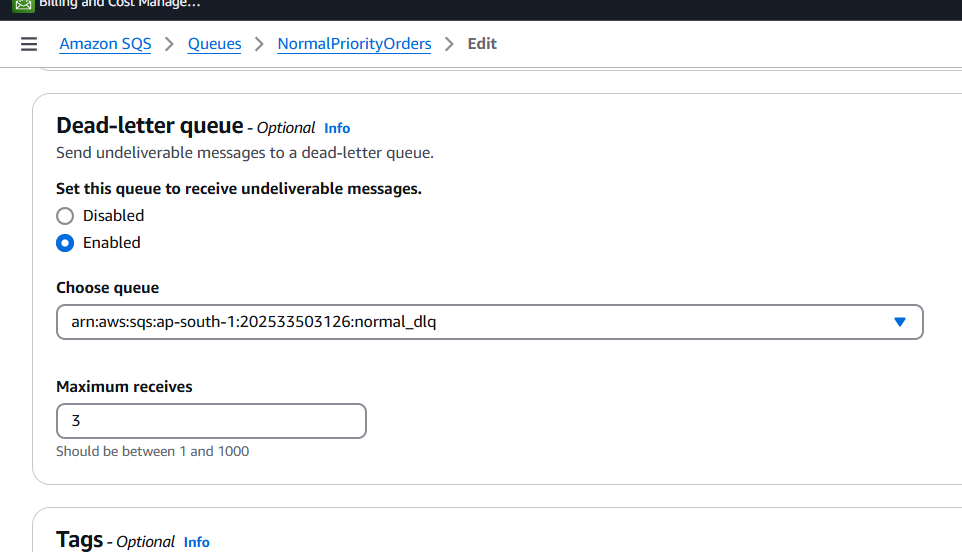 Billing and Cost Manage...
Amazon SQS > Queues > NormalPriorityOrders > Edit
Dead-letter queue - Optional Info
Send undeliverable messages to a dead-letter queue.
Set this queue to receive undeliverable messages.
Disabled
Enabled
Choose queue
arn:aws:sqs:ap-south-1:202533503126:normal_dlq
Maximum receives
3
Should be between 1 and 1000
Tags - Optional Info